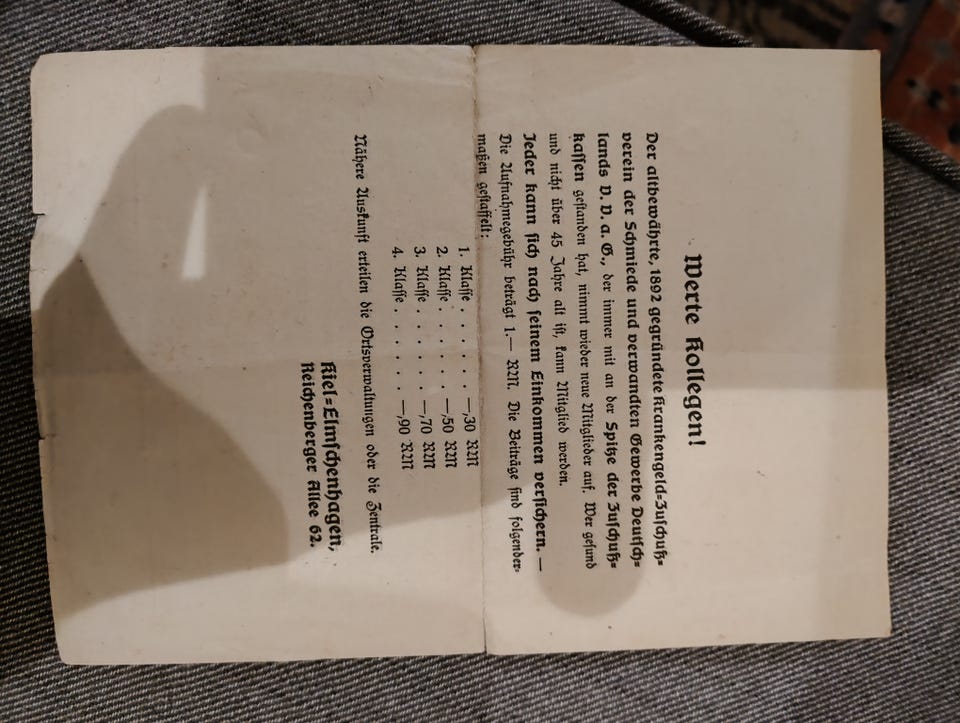 Werte Kollegen!
Der altbewährte, 1892 gegründete Krankengeld=Zuschuß=
verein der Schmiede und verwandten Gewerbe Deutsch=
lands V. V. a. G., der immer mit an der Spitze der Zuschuß=
kassen gestanden hat, nimmt wieder neue Mitglieder auf. Wer gesund
und nicht über 45 Jahre alt ist, kann Mitglied werden.
Jeder kann sich nach seinem Einkommen versichern. —
Die Aufnahmegebühr beträgt 1.— RM. Die Beiträge sind folgender=
maßen gestaffelt:
1. Klasse . . . . . —,30 RM
2. Klasse . . . . . —,50 RM
3. Klasse . . . . . —,70 RM
4. Klasse . . . . . —,90 RM
Nähere Auskunft erteilen die Ortsverwaltungen oder die Zentrale.
Kiel=Elmschenhagen,
Reichenberger Allee 62.